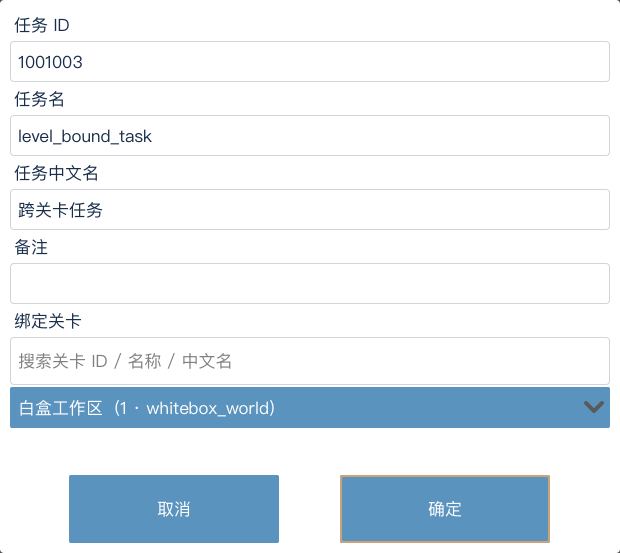 任务 ID
1001003
任务名
level_bound_task
任务中文名
跨关卡任务
备注
绑定关卡
搜索关卡 ID / 名称 / 中文名
白盒工作区（1 · whitebox_world）
取消
确定